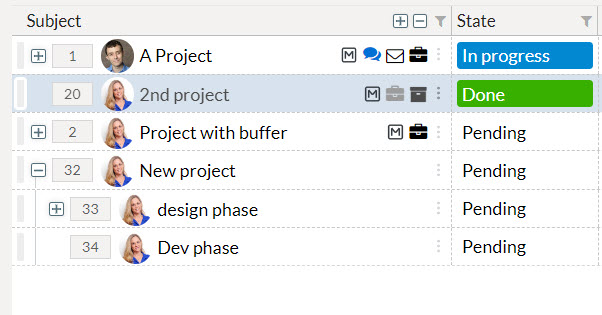 Subject State
1 A Project M In progress
20 2nd project M Done
2 Project with buffer M Pending
32 New project Pending
33 design phase Pending
34 Dev phase Pending